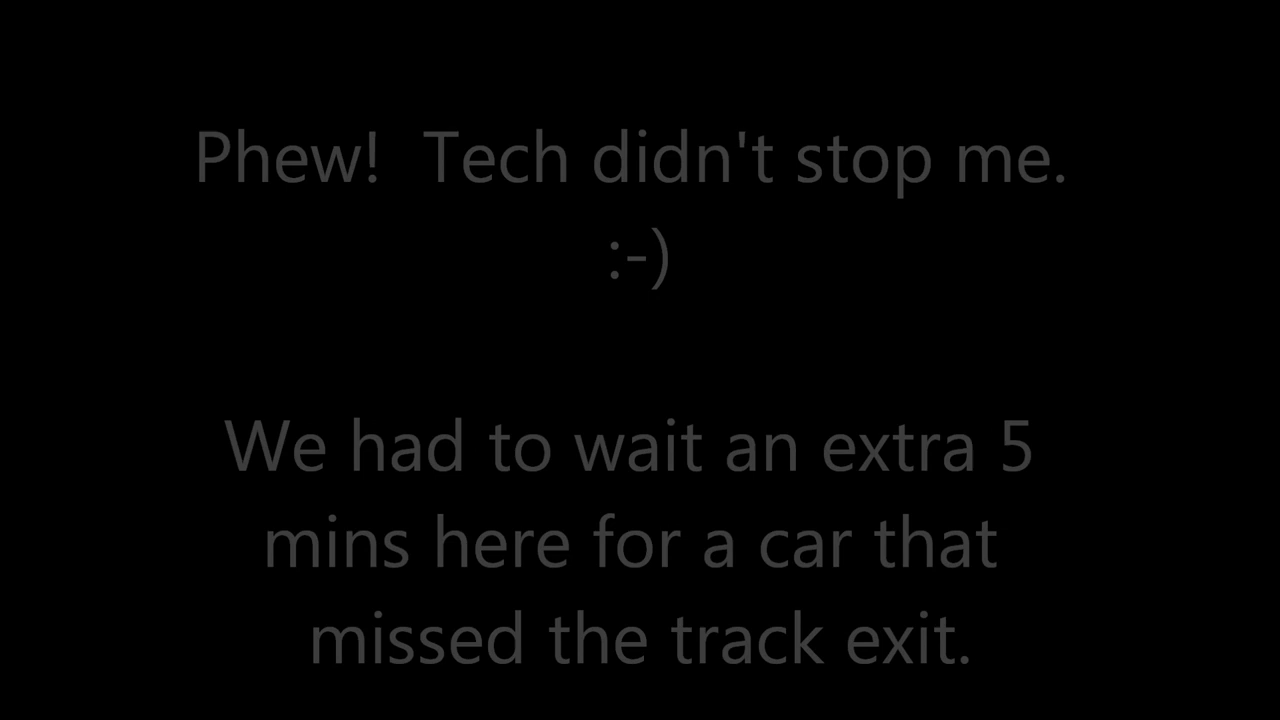 Phew!  Tech didn't stop me.
:-)
We had to wait an extra 5
mins here for a car that
missed the track exit.